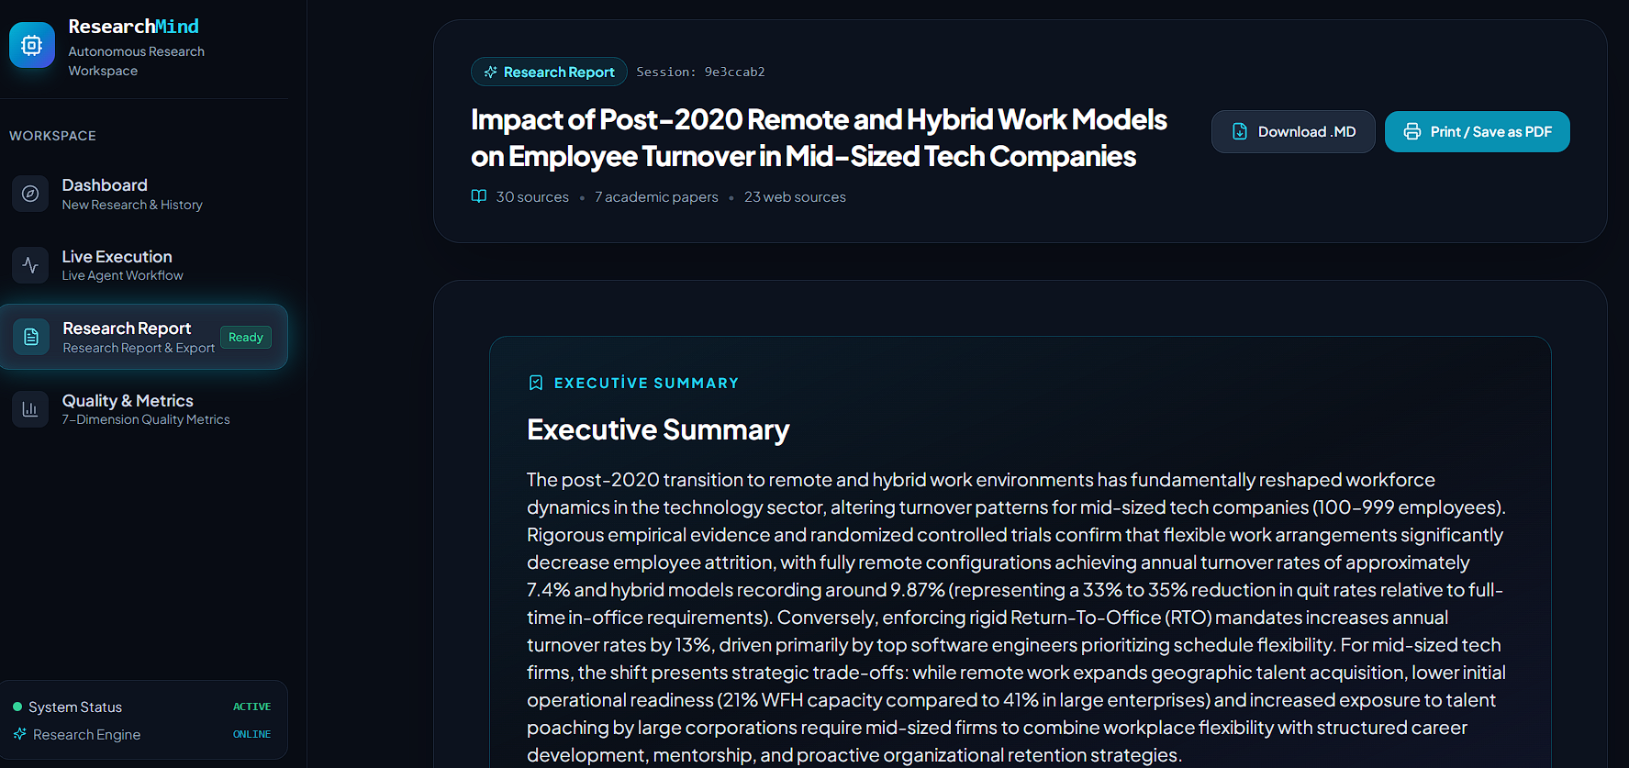 ResearchMind
Autonomous Research
Workspace
WORKSPACE
Dashboard
New Research & History
Live Execution
Live Agent Workflow
Research Report
Research Report & Export
Ready
Quality & Metrics
7-Dimension Quality Metrics
System Status
ACTIVE
Research Engine
ONLINE
Research Report
Session: 9e3ccab2
Impact of Post-2020 Remote and Hybrid Work Models
on Employee Turnover in Mid-Sized Tech Companies
30 sources • 7 academic papers • 23 web sources
Download .MD
Print / Save as PDF
EXECUTİVE SUMMARY
Executive Summary
The post-2020 transition to remote and hybrid work environments has fundamentally reshaped workforce
dynamics in the technology sector, altering turnover patterns for mid-sized tech companies (100-999 employees).
Rigorous empirical evidence and randomized controlled trials confirm that flexible work arrangements significantly
decrease employee attrition, with fully remote configurations achieving annual turnover rates of approximately
7.4% and hybrid models recording around 9.87% (representing a 33% to 35% reduction in quit rates relative to full-
time in-office requirements). Conversely, enforcing rigid Return-To-Office (RTO) mandates increases annual
turnover rates by 13%, driven primarily by top software engineers prioritizing schedule flexibility. For mid-sized tech
firms, the shift presents strategic trade-offs: while remote work expands geographic talent acquisition, lower initial
operational readiness (21% WFH capacity compared to 41% in large enterprises) and increased exposure to talent
poaching by large corporations require mid-sized firms to combine workplace flexibility with structured career
development, mentorship, and proactive organizational retention strategies.